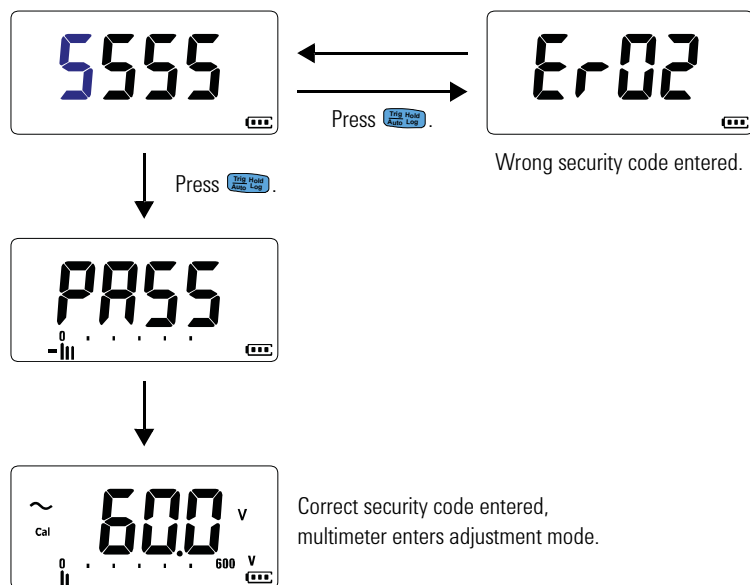 5555
Er02
Press Trig Hold Auto Log .
Wrong security code entered.
Press Trig Hold Auto Log .
PASS
0
60.0 V
Cal
0 600 V
Correct security code entered,
multimeter enters adjustment mode.